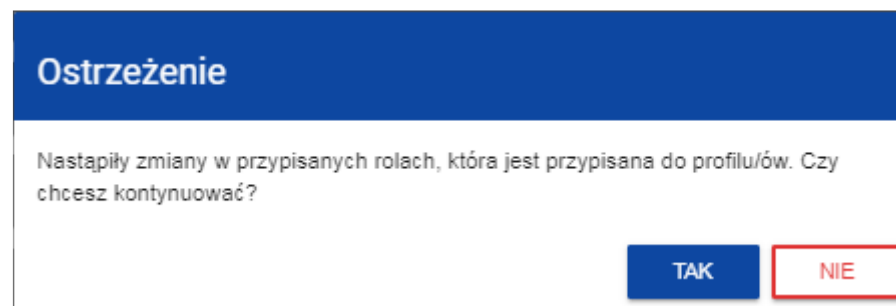 Ostrzeżenie
Nastąpiły zmiany w przypisanych rolach, która jest przypisana do profilu/ów. Czy
chcesz kontynuować?
TAK NIE